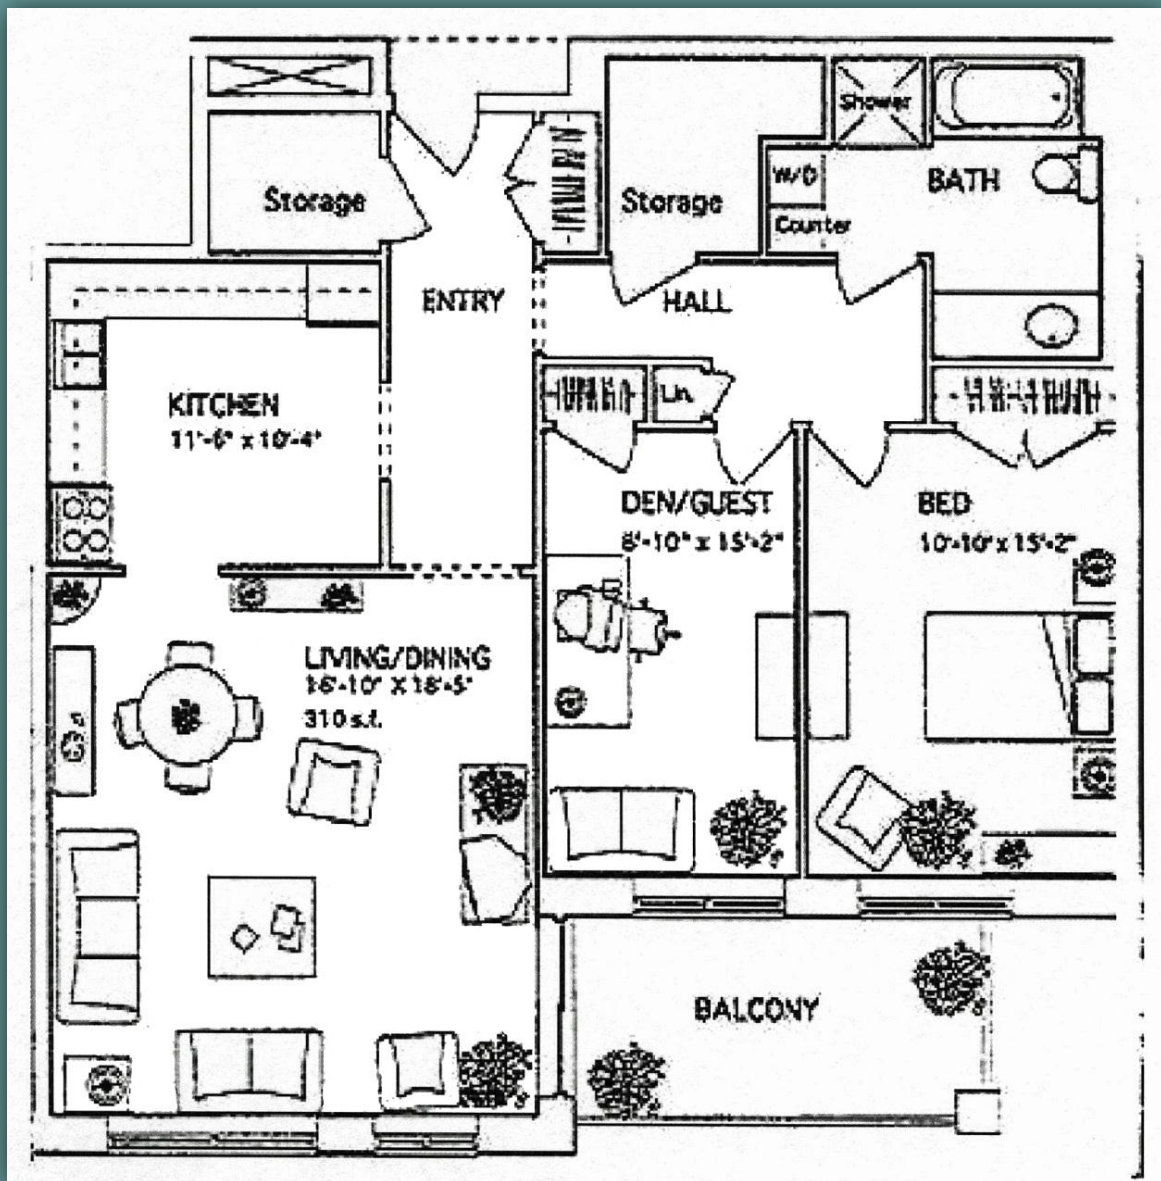 Storage
Storage
Shower
W/D
Counter
BATH
ENTRY
HALL
KITCHEN
11'-6" x 10'-4"
Lin.
DEN/GUEST
8'-10" x 15'-2"
BED
10'-10" x 15'-2"
LIVING/DINING
16'-10" X 18'-5"
310 s.f.
BALCONY